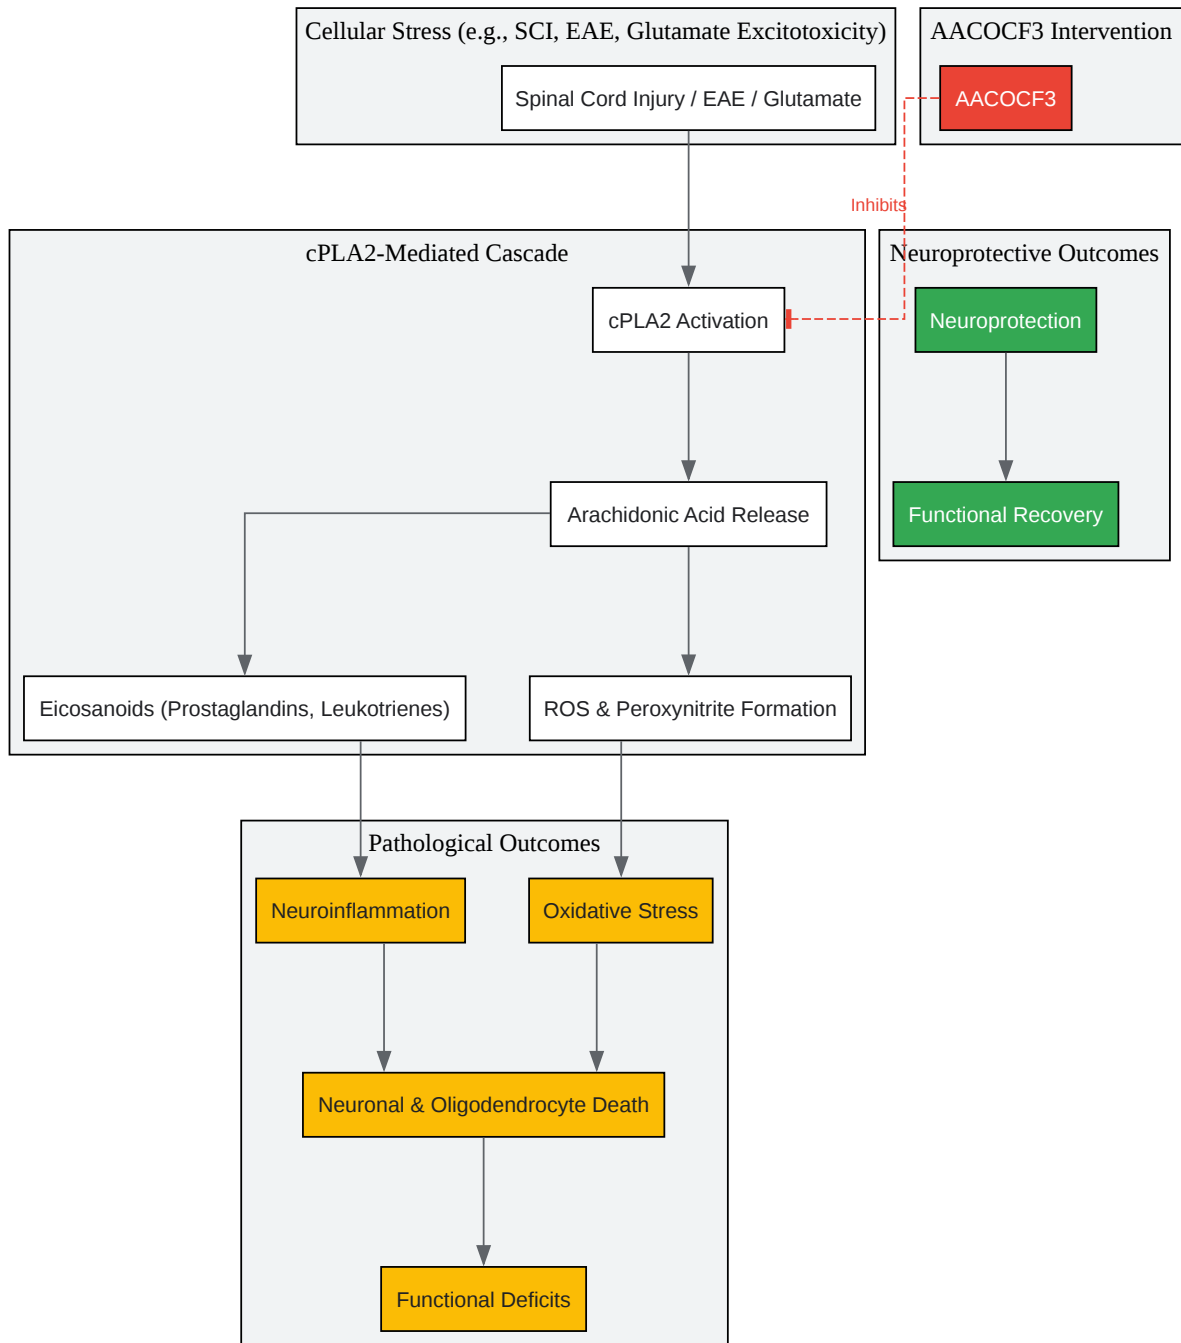 Cellular Stress (e.g., SCI, EAE, Glutamate Excitotoxicity)
AACOCF3 Intervention
Spinal Cord Injury / EAE / Glutamate
AACOCF3
Inhibits
cPLA2-Mediated Cascade
Neuroprotective Outcomes
cPLA2 Activation
Neuroprotection
Arachidonic Acid Release
Functional Recovery
Eicosanoids (Prostaglandins, Leukotrienes)
ROS & Peroxynitrite Formation
Pathological Outcomes
Neuroinflammation
Oxidative Stress
Neuronal & Oligodendrocyte Death
Functional Deficits